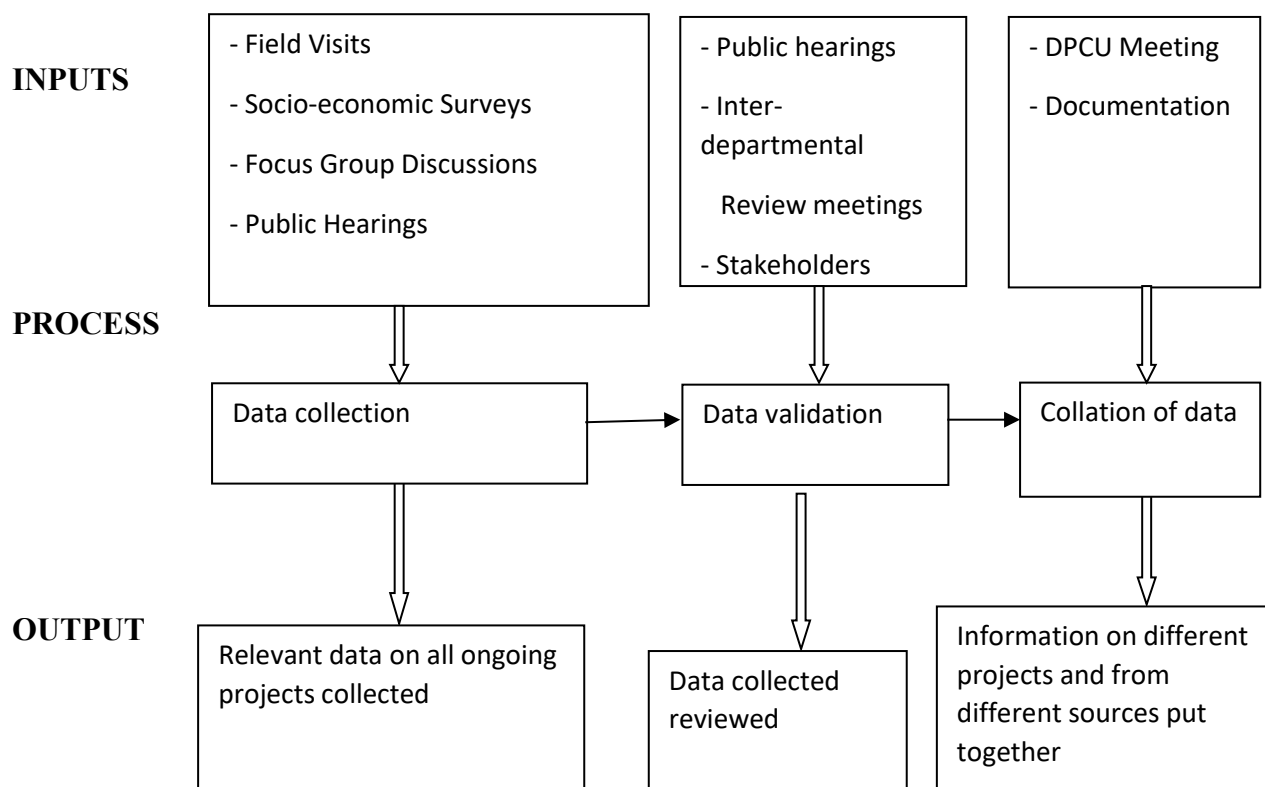 INPUTS
- Field Visits
- Socio-economic Surveys
- Focus Group Discussions
- Public Hearings
- Public hearings
- Inter-
departmental
Review meetings
- Stakeholders
- DPCU Meeting
- Documentation
PROCESS
Data collection
Data validation
Collation of data
OUTPUT
Relevant data on all ongoing
projects collected
Data collected
reviewed
Information on different
projects and from
different sources put
together